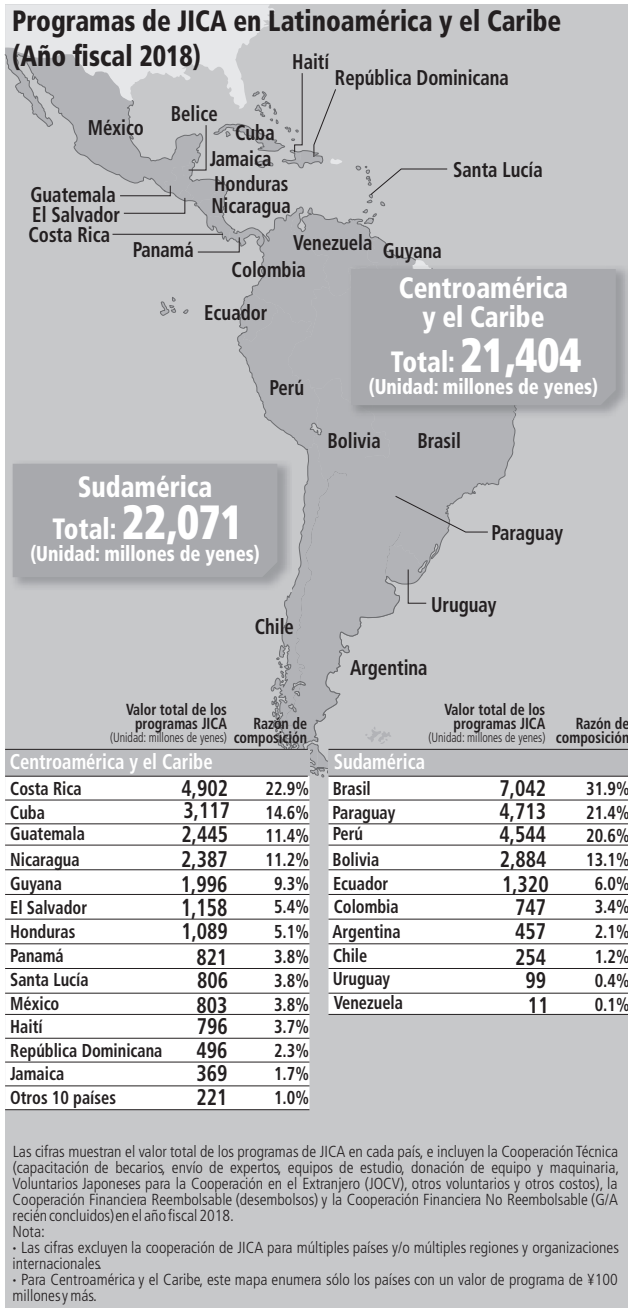 Programas de JICA en Latinoamérica y el Caribe
(Año fiscal 2018)
Haití
República Dominicana
Belice
México
Cuba
Jamaica
Santa Lucía
Honduras
Guatemala
Nicaragua
El Salvador
Costa Rica
Panamá
Venezuela
Guyana
Colombia
Ecuador
Centroamérica
y el Caribe
Total: 21,404
(Unidad: millones de yenes)
Perú
Bolivia
Brasil
Sudamérica
Total: 22,071
(Unidad: millones de yenes)
Paraguay
Uruguay
Chile
Argentina
Valor total de los
programas JICA
(Unidad: millones de yenes)
Razón de
composición
Centroamérica y el Caribe
Costa Rica 4,902 22.9%
Cuba 3,117 14.6%
Guatemala 2,445 11.4%
Nicaragua 2,387 11.2%
Guyana 1,996 9.3%
El Salvador 1,158 5.4%
Honduras 1,089 5.1%
Panamá 821 3.8%
Santa Lucía 806 3.8%
México 803 3.8%
Haití 796 3.7%
República Dominicana 496 2.3%
Jamaica 369 1.7%
Otros 10 países 221 1.0%
Valor total de los
programas JICA
(Unidad: millones de yenes)
Razón de
composición
Sudamérica
Brasil 7,042 31.9%
Paraguay 4,713 21.4%
Perú 4,544 20.6%
Bolivia 2,884 13.1%
Ecuador 1,320 6.0%
Colombia 747 3.4%
Argentina 457 2.1%
Chile 254 1.2%
Uruguay 99 0.4%
Venezuela 11 0.1%
Las cifras muestran el valor total de los programas de JICA en cada país, e incluyen la Cooperación Técnica
(capacitación de becarios, envío de expertos, equipos de estudio, donación de equipo y maquinaria,
Voluntarios Japoneses para la Cooperación en el Extranjero (JOCV), otros voluntarios y otros costos), la
Cooperación Financiera Reembolsable (desembolsos) y la Cooperación Financiera No Reembolsable (G/A
recién concluidos) en el año fiscal 2018.
Nota:
• Las cifras excluyen la cooperación de JICA para múltiples países y/o múltiples regiones y organizaciones
internacionales.
• Para Centroamérica y el Caribe, este mapa enumera sólo los países con un valor de programa de ¥100
millones y más.